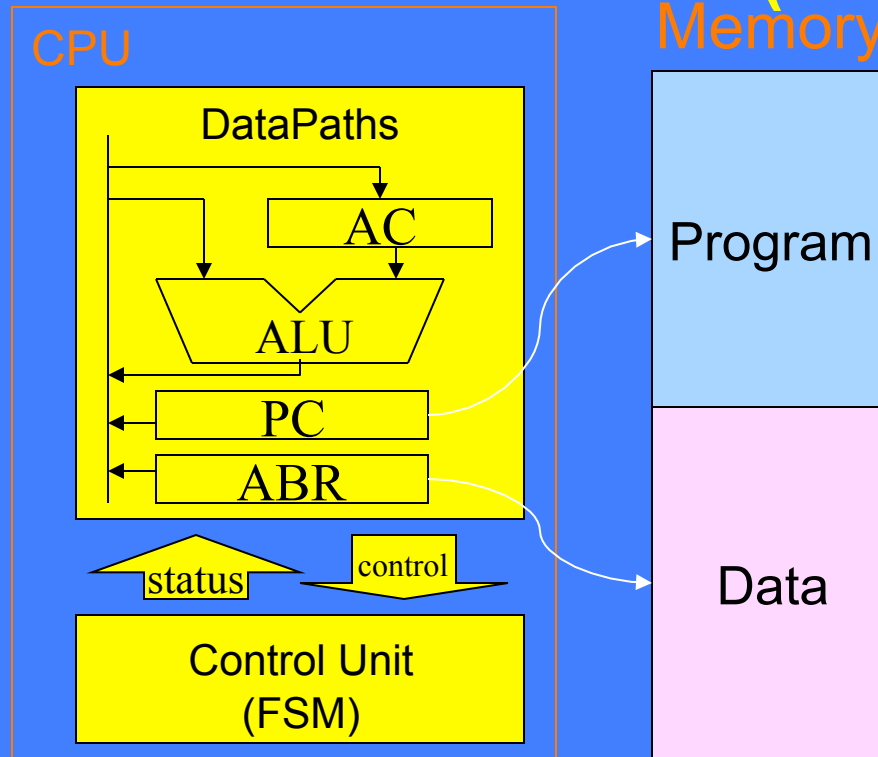 CPU
Memory
DataPaths
AC
ALU
PC
ABR
status
control
Control Unit
(FSM)
Program
Data